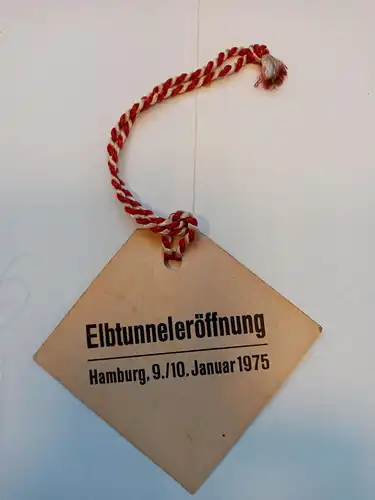 Elbtunneleröffnung
Hamburg, 9./10. Januar 1975